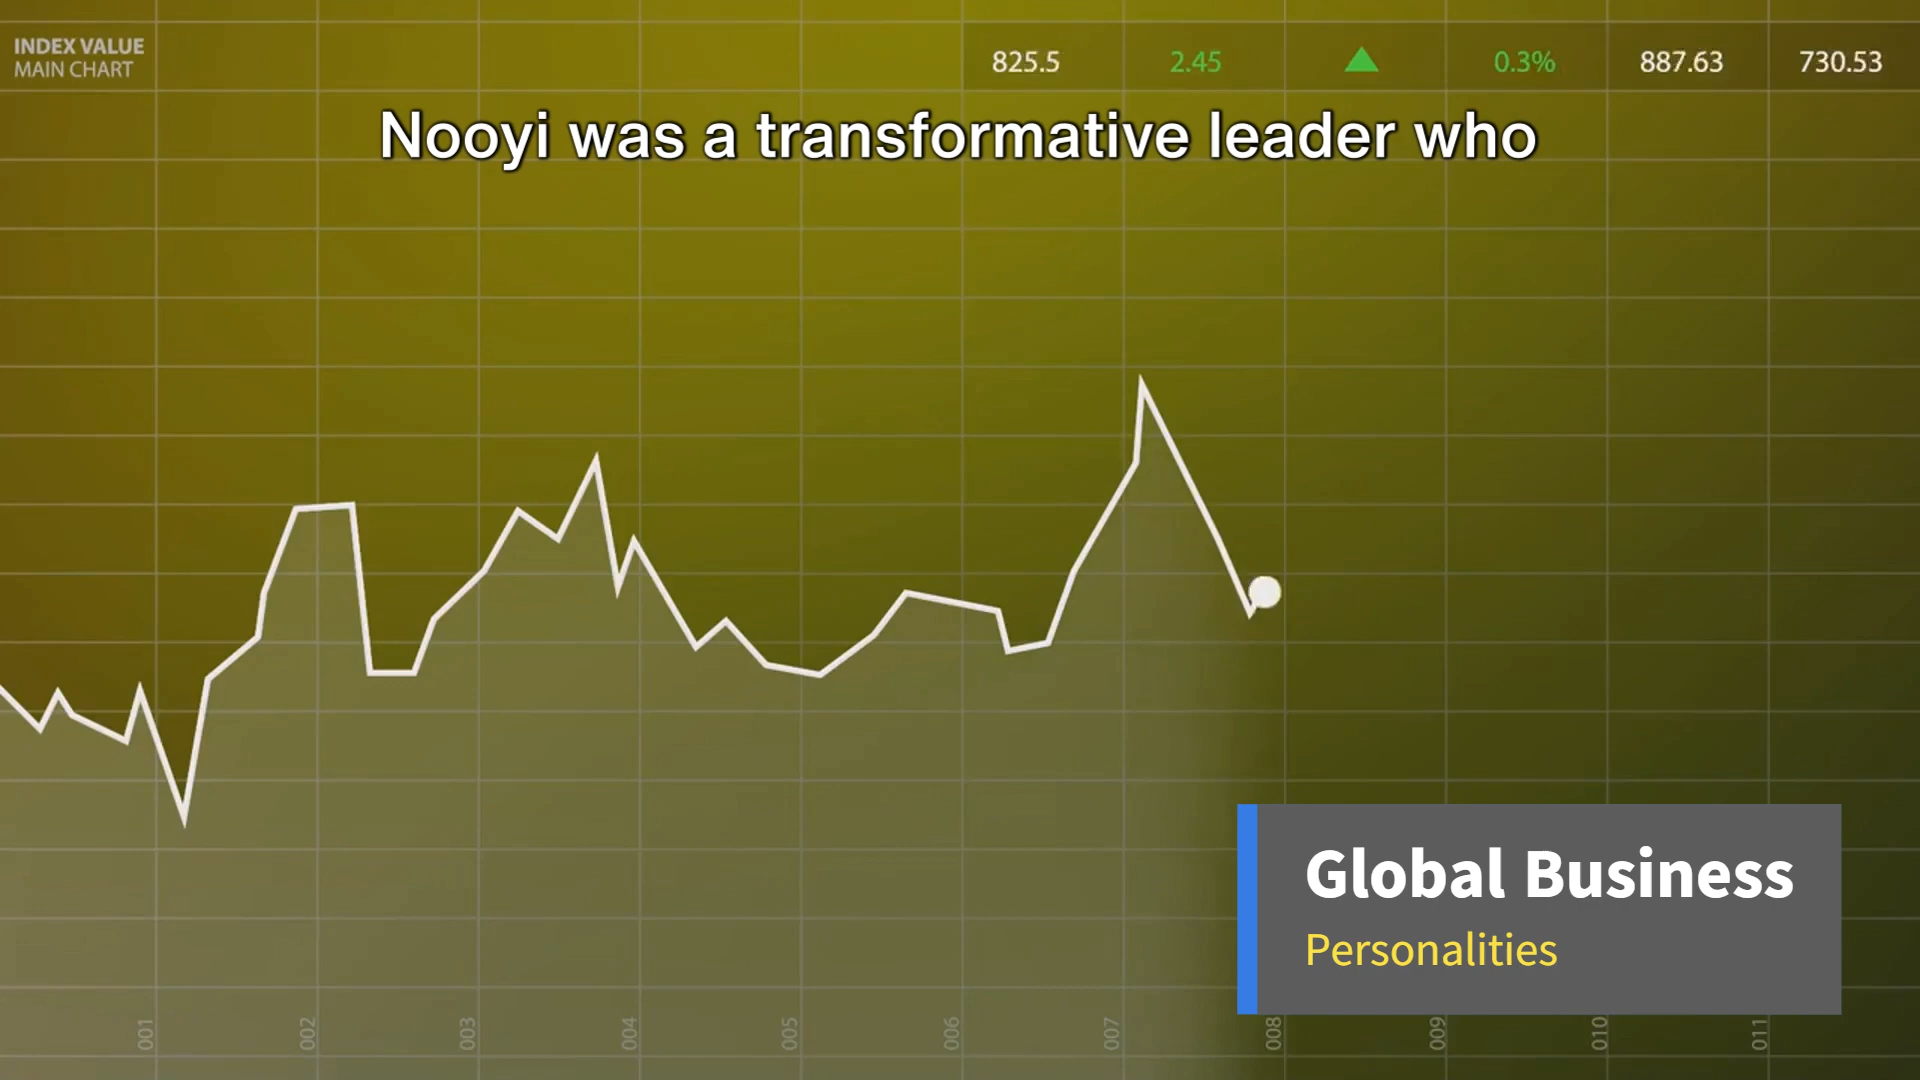 INDEX VALUE
MAIN CHART
825.5 2.45 0.3% 887.63 730.53
Nooyi was a transformative leader who
Global Business
Personalities
001 002 003 004 005 006 007 008 009 010 011